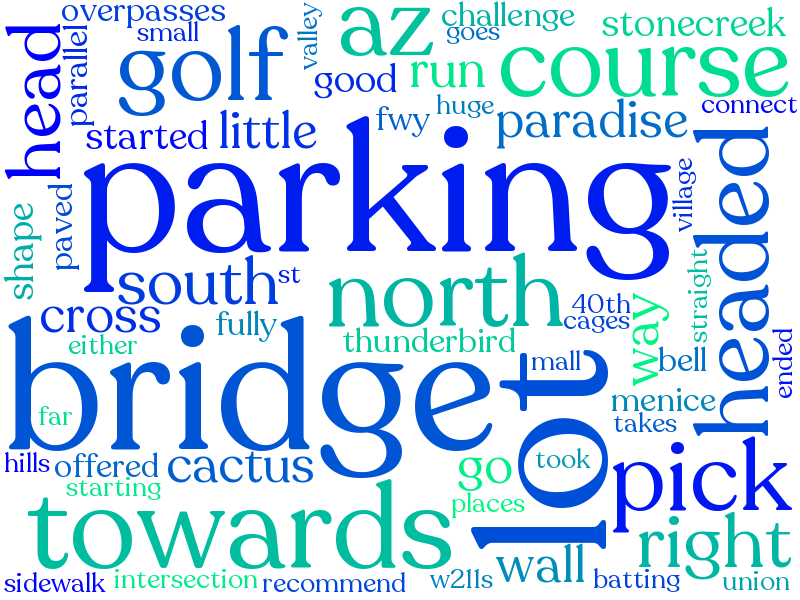 overpasses
small
parallel
head
golf
valley
az
challenge
goes
stonecreek
good
run
course
started
little
fwy
huge
paradise
connect
parking
headed
village
shape
paved
south
st
north
cross
fully
thunderbird
40th
cages
way
straight
either
bridge
mall
bell
ended
far
lot
menice
takes
hills
offered
cactus
go
took
pick
starting
places
towards
wall
right
sidewalk
intersection
recommend
w21ls
batting
union